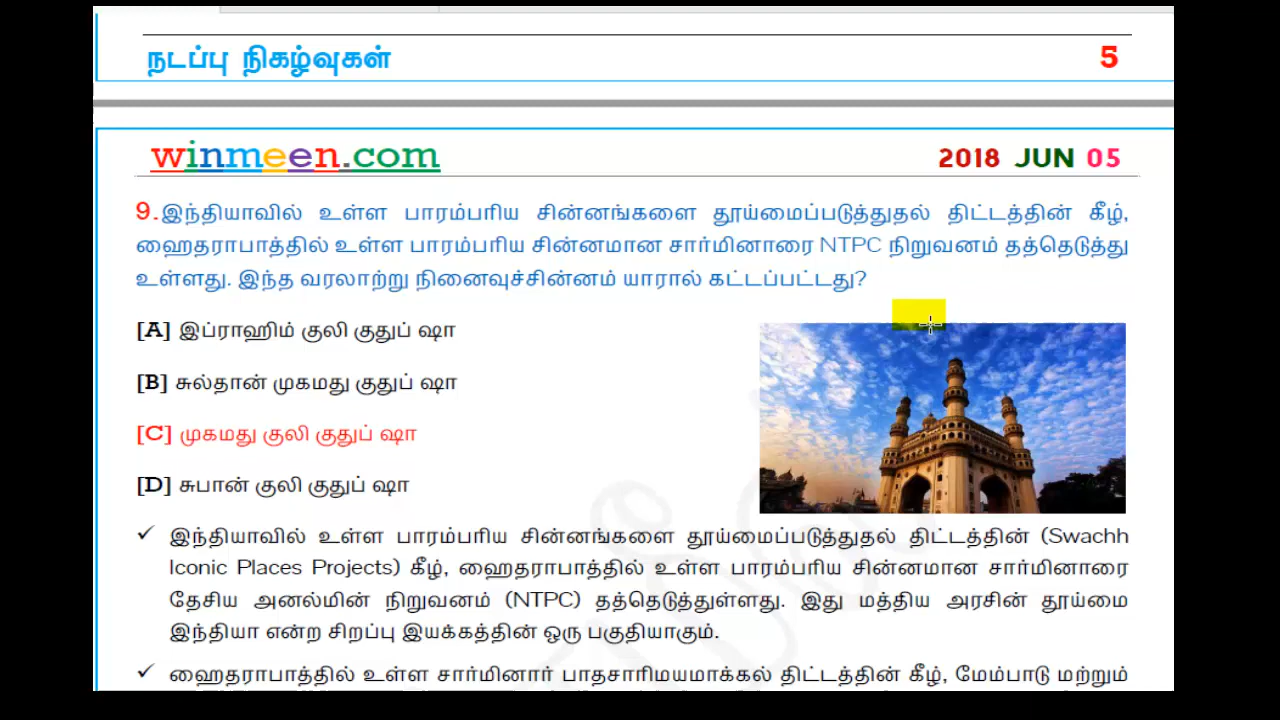 நடப்பு நிகழ்வுகள் 5
winmeen.com 2018 JUN 05
9.இந்தியாவில் உள்ள பாரம்பரிய சின்னங்களை தூய்மைப்படுத்துதல் திட்டத்தின் கீழ்,
ஹைதராபாத்தில் உள்ள பாரம்பரிய சின்னமான சார்மினாரை NTPC நிறுவனம் தத்தெடுத்து
உள்ளது. இந்த வரலாற்று நினைவுச்சின்னம் யாரால் கட்டப்பட்டது?
[A] இப்ராஹிம் குலி குதுப் ஷா
[B] சுல்தான் முகமது குதுப் ஷா
[C] முகமது குலி குதுப் ஷா
[D] சுபான் குலி குதுப் ஷா
✓ இந்தியாவில் உள்ள பாரம்பரிய சின்னங்களை தூய்மைப்படுத்துதல் திட்டத்தின் (Swachh
Iconic Places Projects) கீழ், ஹைதராபாத்தில் உள்ள பாரம்பரிய சின்னமான சார்மினாரை
தேசிய அனல்மின் நிறுவனம் (NTPC) தத்தெடுத்துள்ளது. இது மத்திய அரசின் தூய்மை
இந்தியா என்ற சிறப்பு இயக்கத்தின் ஒரு பகுதியாகும்.
✓ ஹைதராபாத்தில் உள்ள சார்மினார் பாதசாரிமயமாக்கல் திட்டத்தின் கீழ், மேம்பாடு மற்றும்